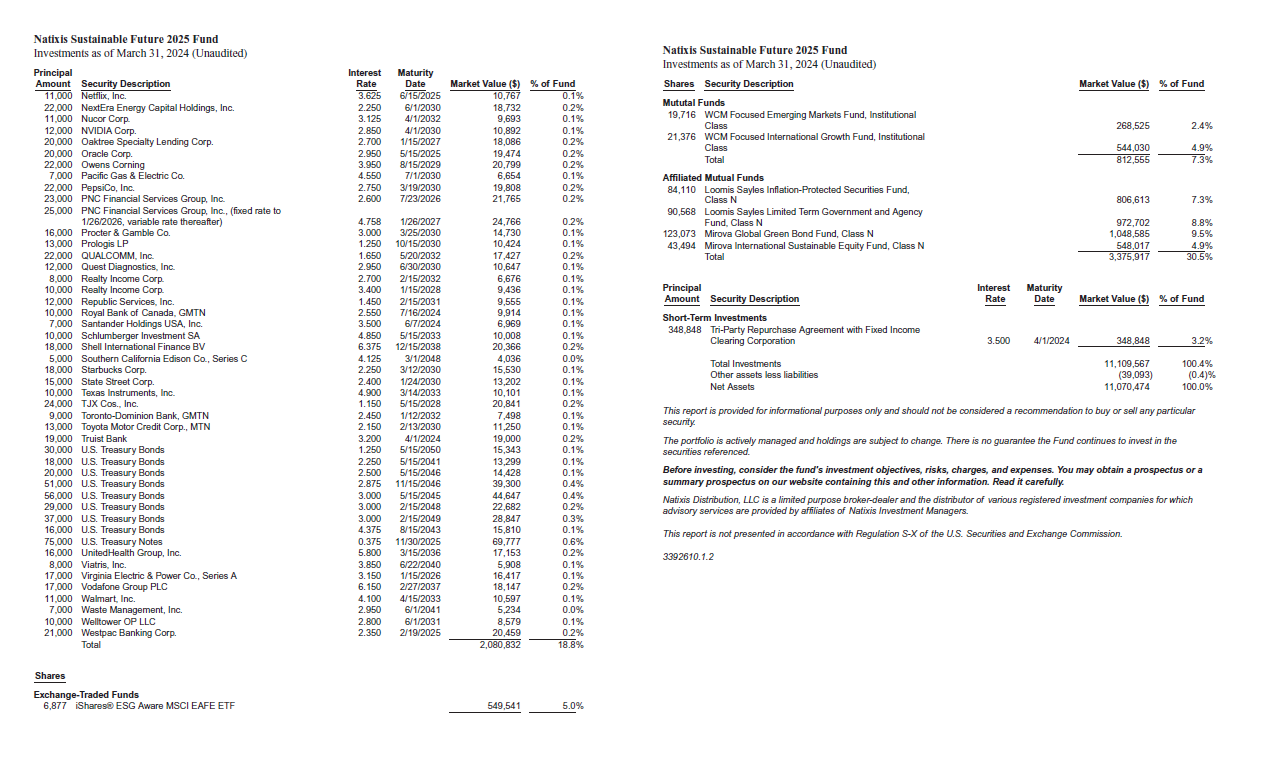 Natixis Sustainable Future 2025 Fund
Investments as of March 31, 2024 (Unaudited)
Principal Interest Maturity
Amount Security Description Rate Date Market Value ($) % of Fund
11,000 Netflix, Inc. 3.625 6/15/2025 10,767 0.1%
22,000 NextEra Energy Capital Holdings, Inc. 2.250 6/1/2030 18,732 0.2%
11,000 Nucor Corp. 3.125 4/1/2032 9,693 0.1%
12,000 NVIDIA Corp. 2.850 4/1/2030 10,892 0.1%
20,000 Oaktree Specialty Lending Corp. 2.700 1/15/2027 18,086 0.2%
20,000 Oracle Corp. 2.950 5/15/2025 19,474 0.2%
22,000 Owens Corning 3.950 8/15/2029 20,799 0.2%
7,000 Pacific Gas & Electric Co. 4.550 7/1/2030 6,654 0.1%
22,000 PepsiCo, Inc. 2.750 3/19/2030 19,808 0.2%
23,000 PNC Financial Services Group, Inc. 2.600 7/23/2026 21,765 0.2%
25,000 PNC Financial Services Group, Inc., (fixed rate to
1/26/2026, variable rate thereafter) 4.758 1/26/2027 24,766 0.2%
16,000 Procter & Gamble Co. 3.000 3/25/2030 14,730 0.1%
13,000 Prologis LP 1.250 10/15/2030 10,424 0.1%
22,000 QUALCOMM, Inc. 1.650 5/20/2032 17,427 0.2%
12,000 Quest Diagnostics, Inc. 2.950 6/30/2030 10,647 0.1%
8,000 Realty Income Corp. 2.700 2/15/2032 6,676 0.1%
10,000 Realty Income Corp. 3.400 1/15/2028 9,436 0.1%
12,000 Republic Services, Inc. 1.450 2/15/2031 9,555 0.1%
10,000 Royal Bank of Canada, GMTN 2.550 7/16/2024 9,914 0.1%
7,000 Santander Holdings USA, Inc. 3.500 6/7/2024 6,969 0.1%
10,000 Schlumberger Investment SA 4.850 5/15/2033 10,008 0.1%
18,000 Shell International Finance BV 6.375 12/15/2038 20,366 0.2%
5,000 Southern California Edison Co., Series C 4.125 3/1/2048 4,036 0.0%
18,000 Starbucks Corp. 2.250 3/12/2030 15,530 0.1%
15,000 State Street Corp. 2.400 1/24/2030 13,202 0.1%
10,000 Texas Instruments, Inc. 4.900 3/14/2033 10,101 0.1%
24,000 TJX Cos., Inc. 1.150 5/15/2028 20,841 0.2%
9,000 Toronto-Dominion Bank, GMTN 2.450 1/12/2032 7,498 0.1%
13,000 Toyota Motor Credit Corp., MTN 2.150 2/13/2030 11,250 0.1%
19,000 Truist Bank 3.200 4/1/2024 19,000 0.2%
30,000 U.S. Treasury Bonds 1.250 5/15/2050 15,343 0.1%
18,000 U.S. Treasury Bonds 2.250 5/15/2041 13,299 0.1%
20,000 U.S. Treasury Bonds 2.500 5/15/2046 14,428 0.1%
51,000 U.S. Treasury Bonds 2.875 11/15/2046 39,300 0.4%
56,000 U.S. Treasury Bonds 3.000 5/15/2045 44,647 0.4%
29,000 U.S. Treasury Bonds 3.000 2/15/2048 22,682 0.2%
37,000 U.S. Treasury Bonds 3.000 2/15/2049 28,847 0.3%
16,000 U.S. Treasury Bonds 4.375 8/15/2043 15,810 0.1%
75,000 U.S. Treasury Notes 0.375 11/30/2025 69,777 0.6%
16,000 UnitedHealth Group, Inc. 5.800 3/15/2036 17,153 0.2%
8,000 Viatris, Inc. 3.850 6/22/2040 5,908 0.1%
17,000 Virginia Electric & Power Co., Series A 3.150 1/15/2026 16,417 0.1%
17,000 Vodafone Group PLC 6.150 2/27/2037 18,147 0.2%
11,000 Walmart, Inc. 4.100 4/15/2033 10,597 0.1%
7,000 Waste Management, Inc. 2.950 6/1/2041 5,234 0.0%
10,000 Welltower OP LLC 2.800 6/1/2031 8,579 0.1%
21,000 Westpac Banking Corp. 2.350 2/19/2025 20,459 0.2%
Total 2,080,832 18.8%
Shares
Exchange-Traded Funds
6,877 iShares® ESG Aware MSCI EAFE ETF 549,541 5.0%
Natixis Sustainable Future 2025 Fund
Investments as of March 31, 2024 (Unaudited)
Shares Security Description Market Value ($) % of Fund
Mututal Funds
19,716 WCM Focused Emerging Markets Fund, Institutional
Class 268,525 2.4%
21,376 WCM Focused International Growth Fund, Institutional
Class 544,030 4.9%
Total 812,555 7.3%
Affiliated Mutual Funds
84,110 Loomis Sayles Inflation-Protected Securities Fund,
Class N 806,613 7.3%
90,568 Loomis Sayles Limited Term Government and Agency
Fund, Class N 972,702 8.8%
123,073 Mirova Global Green Bond Fund, Class N 1,048,585 9.5%
43,494 Mirova International Sustainable Equity Fund, Class N 548,017 4.9%
Total 3,375,917 30.5%
Principal Interest Maturity
Amount Security Description Rate Date Market Value ($) % of Fund
Short-Term Investments
348,848 Tri-Party Repurchase Agreement with Fixed Income
Clearing Corporation 3.500 4/1/2024 348,848 3.2%
Total Investments 11,109,567 100.4%
Other assets less liabilities (39,093) (0.4)%
Net Assets 11,070,474 100.0%
This report is provided for informational purposes only and should not be considered a recommendation to buy or sell any particular
security.
The portfolio is actively managed and holdings are subject to change. There is no guarantee the Fund continues to invest in the
securities referenced.
Before investing, consider the fund's investment objectives, risks, charges, and expenses. You may obtain a prospectus or a
summary prospectus on our website containing this and other information. Read it carefully.
Natixis Distribution, LLC is a limited purpose broker-dealer and the distributor of various registered investment companies for which
advisory services are provided by affiliates of Natixis Investment Managers.
This report is not presented in accordance with Regulation S-X of the U.S. Securities and Exchange Commission.
3392610.1.2